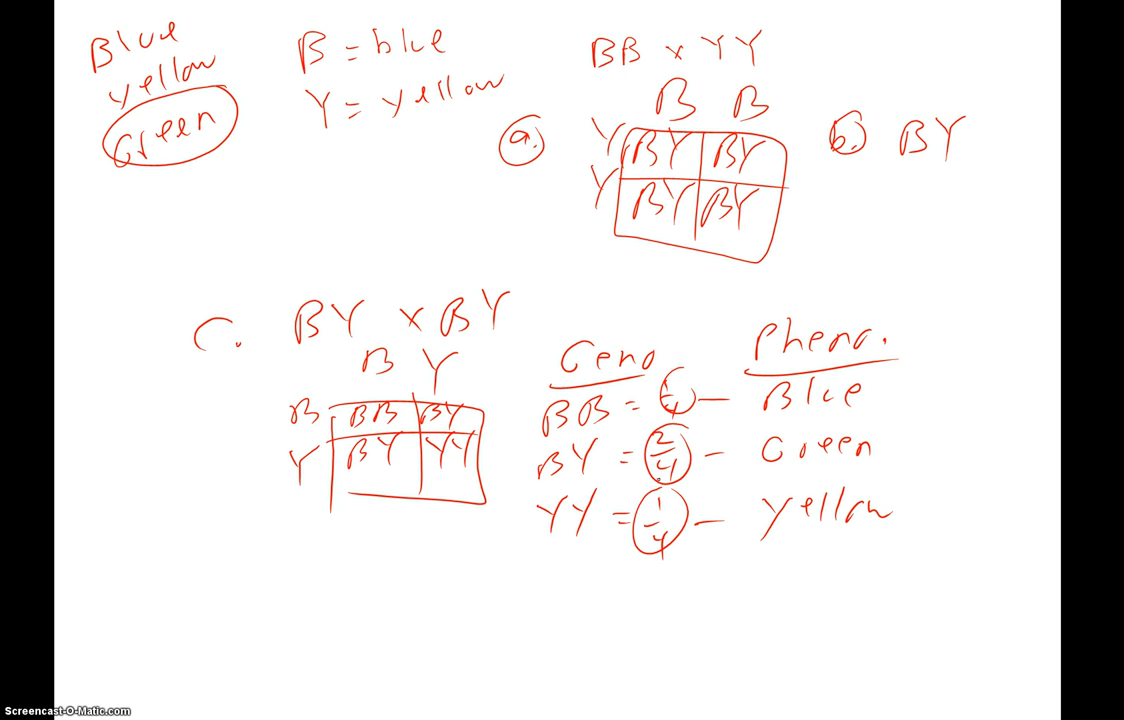 Blue
yellow
Green
B = blue
Y = yellow
BB x YY
B B
a.
Y BY BY
Y BY BY
b. BY
C. BY x BY
B Y
B BB BY
Y BY YY
Geno Pheno.
BB = 1/4 — Blue
BY = 2/4 — Green
YY = 1/4 — yellow
Screencast-O-Matic.com